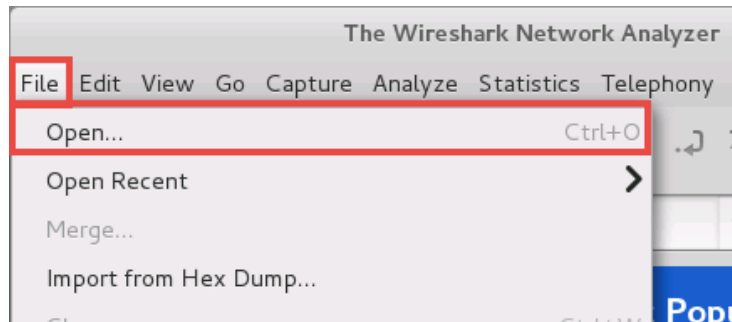 The Wireshark Network Analyzer
File Edit View Go Capture Analyze Statistics Telephony
Open... Ctrl+O
Open Recent
Merge...
Import from Hex Dump...